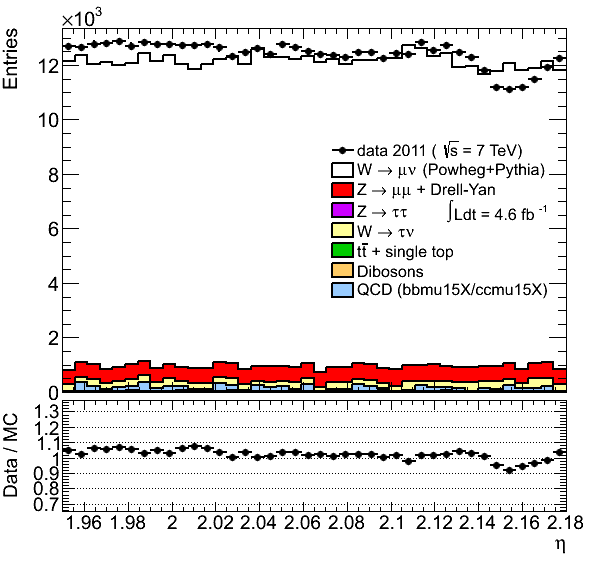 ×10³
Entries
12
10
8
6
4
2
0
data 2011 ( √s = 7 TeV)
W → μν (Powheg+Pythia)
Z → μμ + Drell-Yan
Z → ττ
∫Ldt = 4.6 fb⁻¹
W → τν
tt̄ + single top
Dibosons
QCD (bbmu15X/ccmu15X)
Data / MC
1.3
1.2
1.1
1
0.9
0.8
0.7
1.96 1.98 2 2.02 2.04 2.06 2.08 2.1 2.12 2.14 2.16 2.18
η